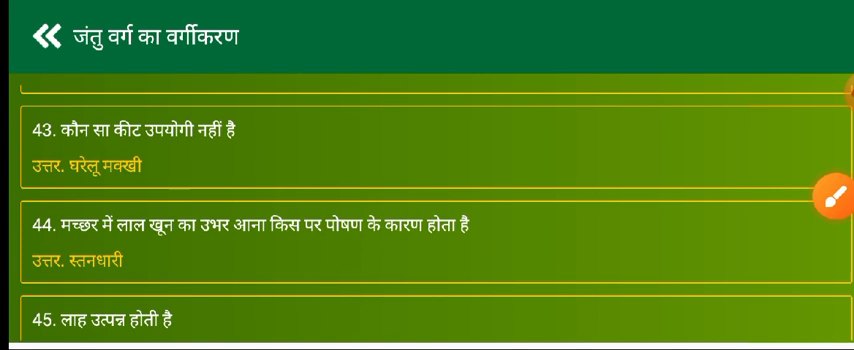 जंतु वर्ग का वर्गीकरण
43. कौन सा कीट उपयोगी नहीं है
उत्तर. घरेलू मक्खी
44. मच्छर में लाल खून का उभर आना किस पर पोषण के कारण होता है
उत्तर. स्तनधारी
45. लाह उत्पन्न होती है